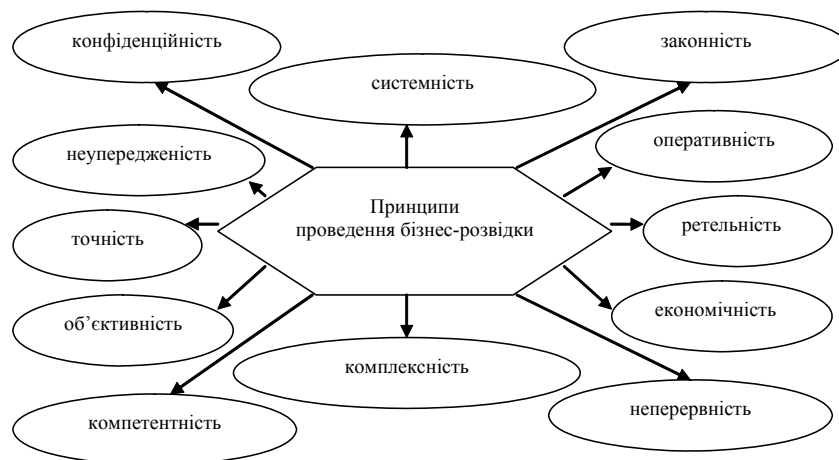 конфіденційність
системність
законність
неупередженість
оперативність
Принципи
проведення бізнес-розвідки
точність
ретельність
об’єктивність
економічність
комплексність
компетентність
неперервність